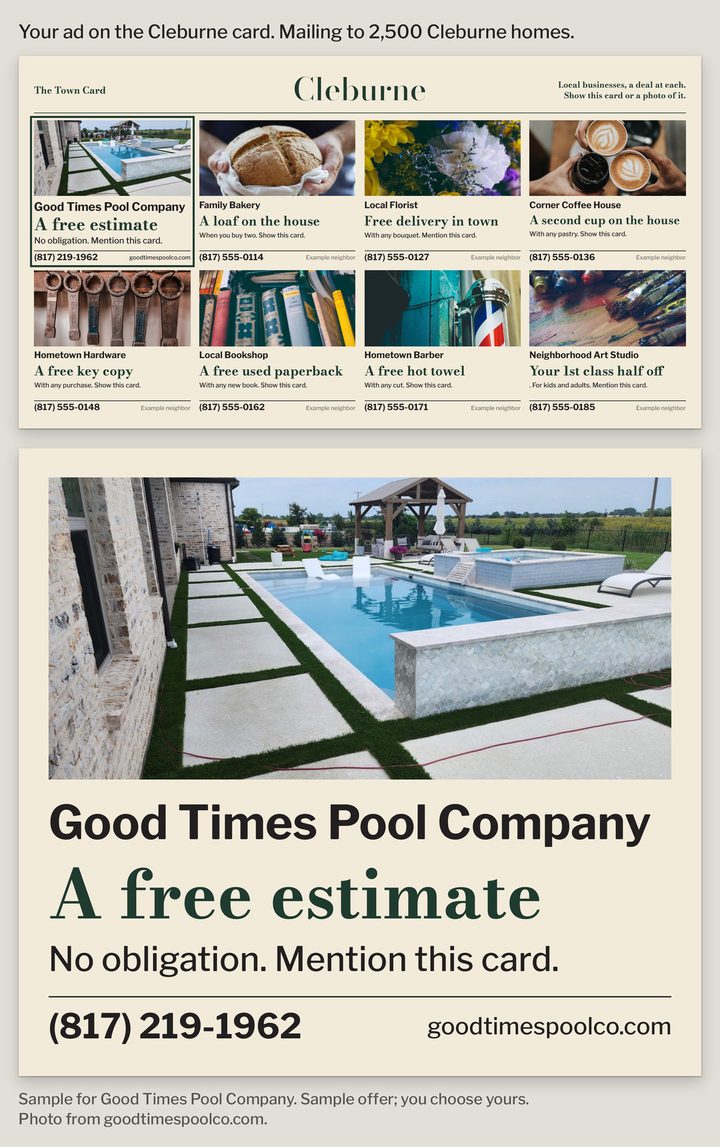 Your ad on the Cleburne card. Mailing to 2,500 Cleburne homes.
The Town Card
Cleburne
Local businesses, a deal at each.
Show this card or a photo of it.
Good Times Pool Company
A free estimate
No obligation. Mention this card.
(817) 219-1962
goodtimespoolco.com
Family Bakery
A loaf on the house
When you buy two. Show this card.
(817) 555-0114
Example neighbor
Local Florist
Free delivery in town
With any bouquet. Mention this card.
(817) 555-0127
Example neighbor
Corner Coffee House
A second cup on the house
With any pastry. Show this card.
(817) 555-0136
Example neighbor
Hometown Hardware
A free key copy
With any purchase. Show this card.
(817) 555-0148
Example neighbor
Local Bookshop
A free used paperback
With any new book. Show this card.
(817) 555-0162
Example neighbor
Hometown Barber
A free hot towel
With any cut. Show this card.
(817) 555-0171
Example neighbor
Neighborhood Art Studio
Your 1st class half off
. For kids and adults. Mention this card.
(817) 555-0185
Example neighbor
Good Times Pool Company
A free estimate
No obligation. Mention this card.
(817) 219-1962
goodtimespoolco.com
Sample for Good Times Pool Company. Sample offer; you choose yours.
Photo from goodtimespoolco.com.